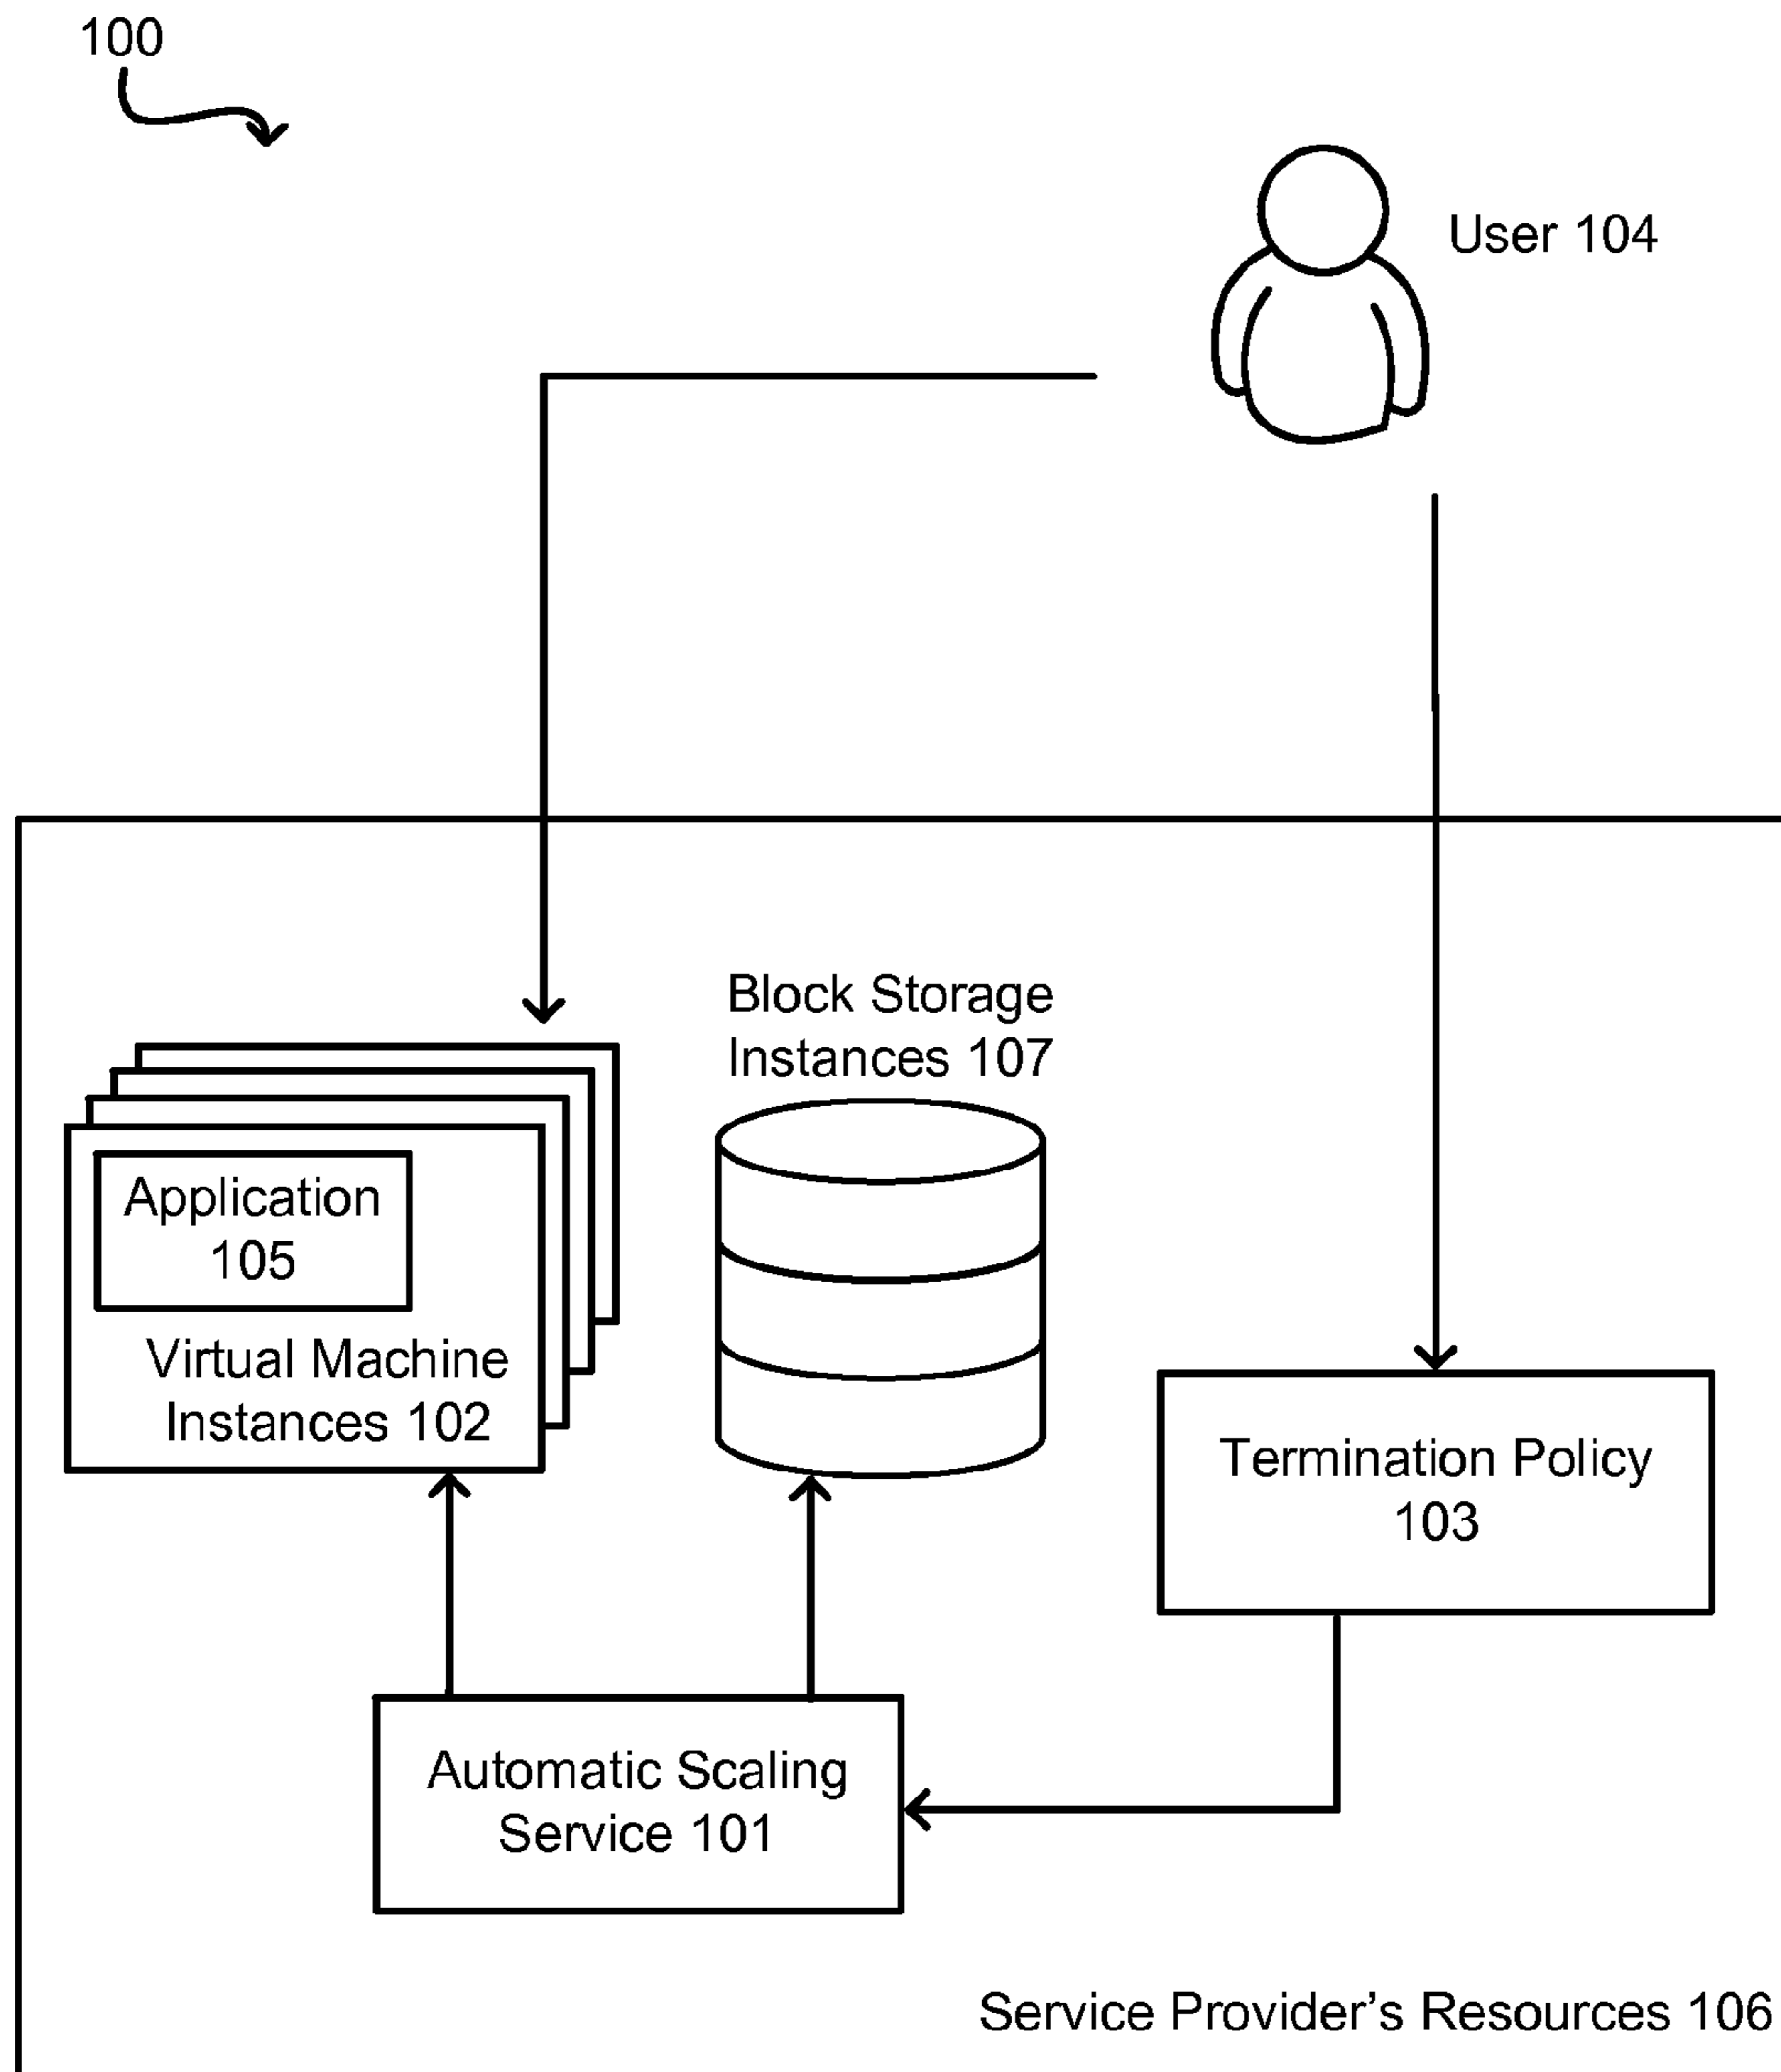 100
User 104
Block Storage
Instances 107
Application
105
Virtual Machine
Instances 102
Termination Policy
103
Automatic Scaling
Service 101
Service Provider’s Resources 106